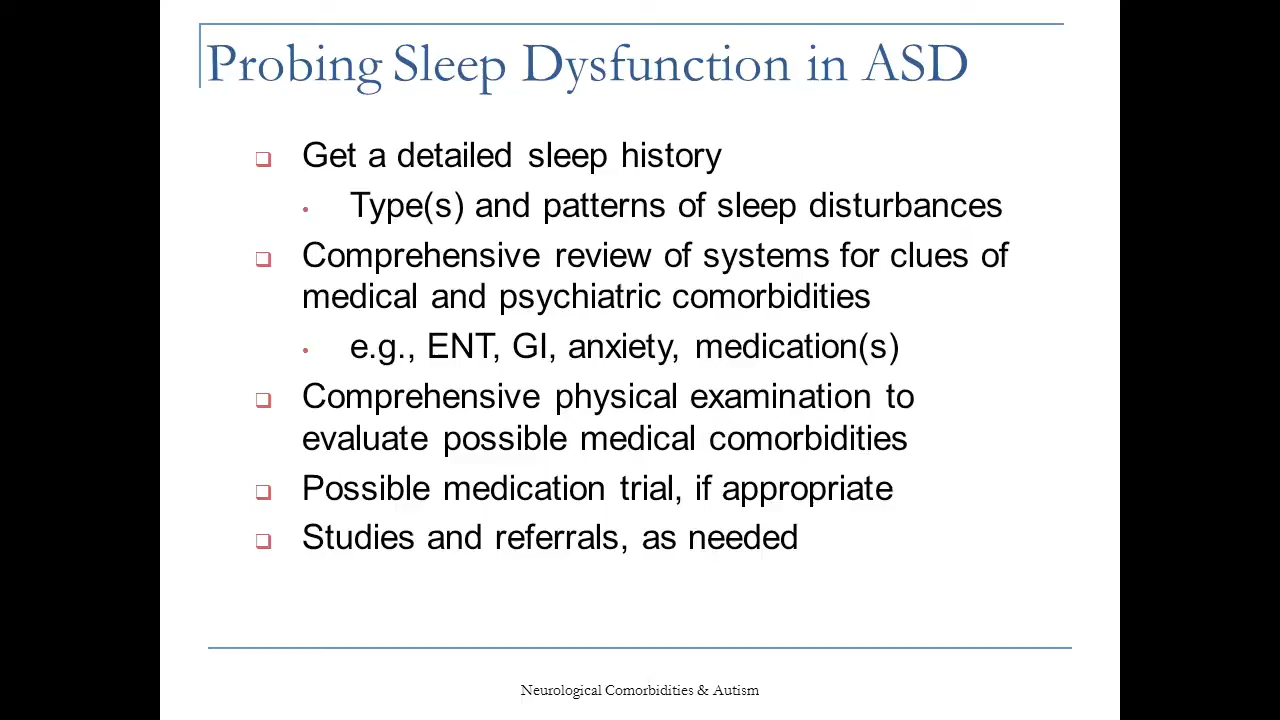 Probing Sleep Dysfunction in ASD
Get a detailed sleep history
Type(s) and patterns of sleep disturbances
Comprehensive review of systems for clues of
medical and psychiatric comorbidities
e.g., ENT, GI, anxiety, medication(s)
Comprehensive physical examination to
evaluate possible medical comorbidities
Possible medication trial, if appropriate
Studies and referrals, as needed
Neurological Comorbidities & Autism